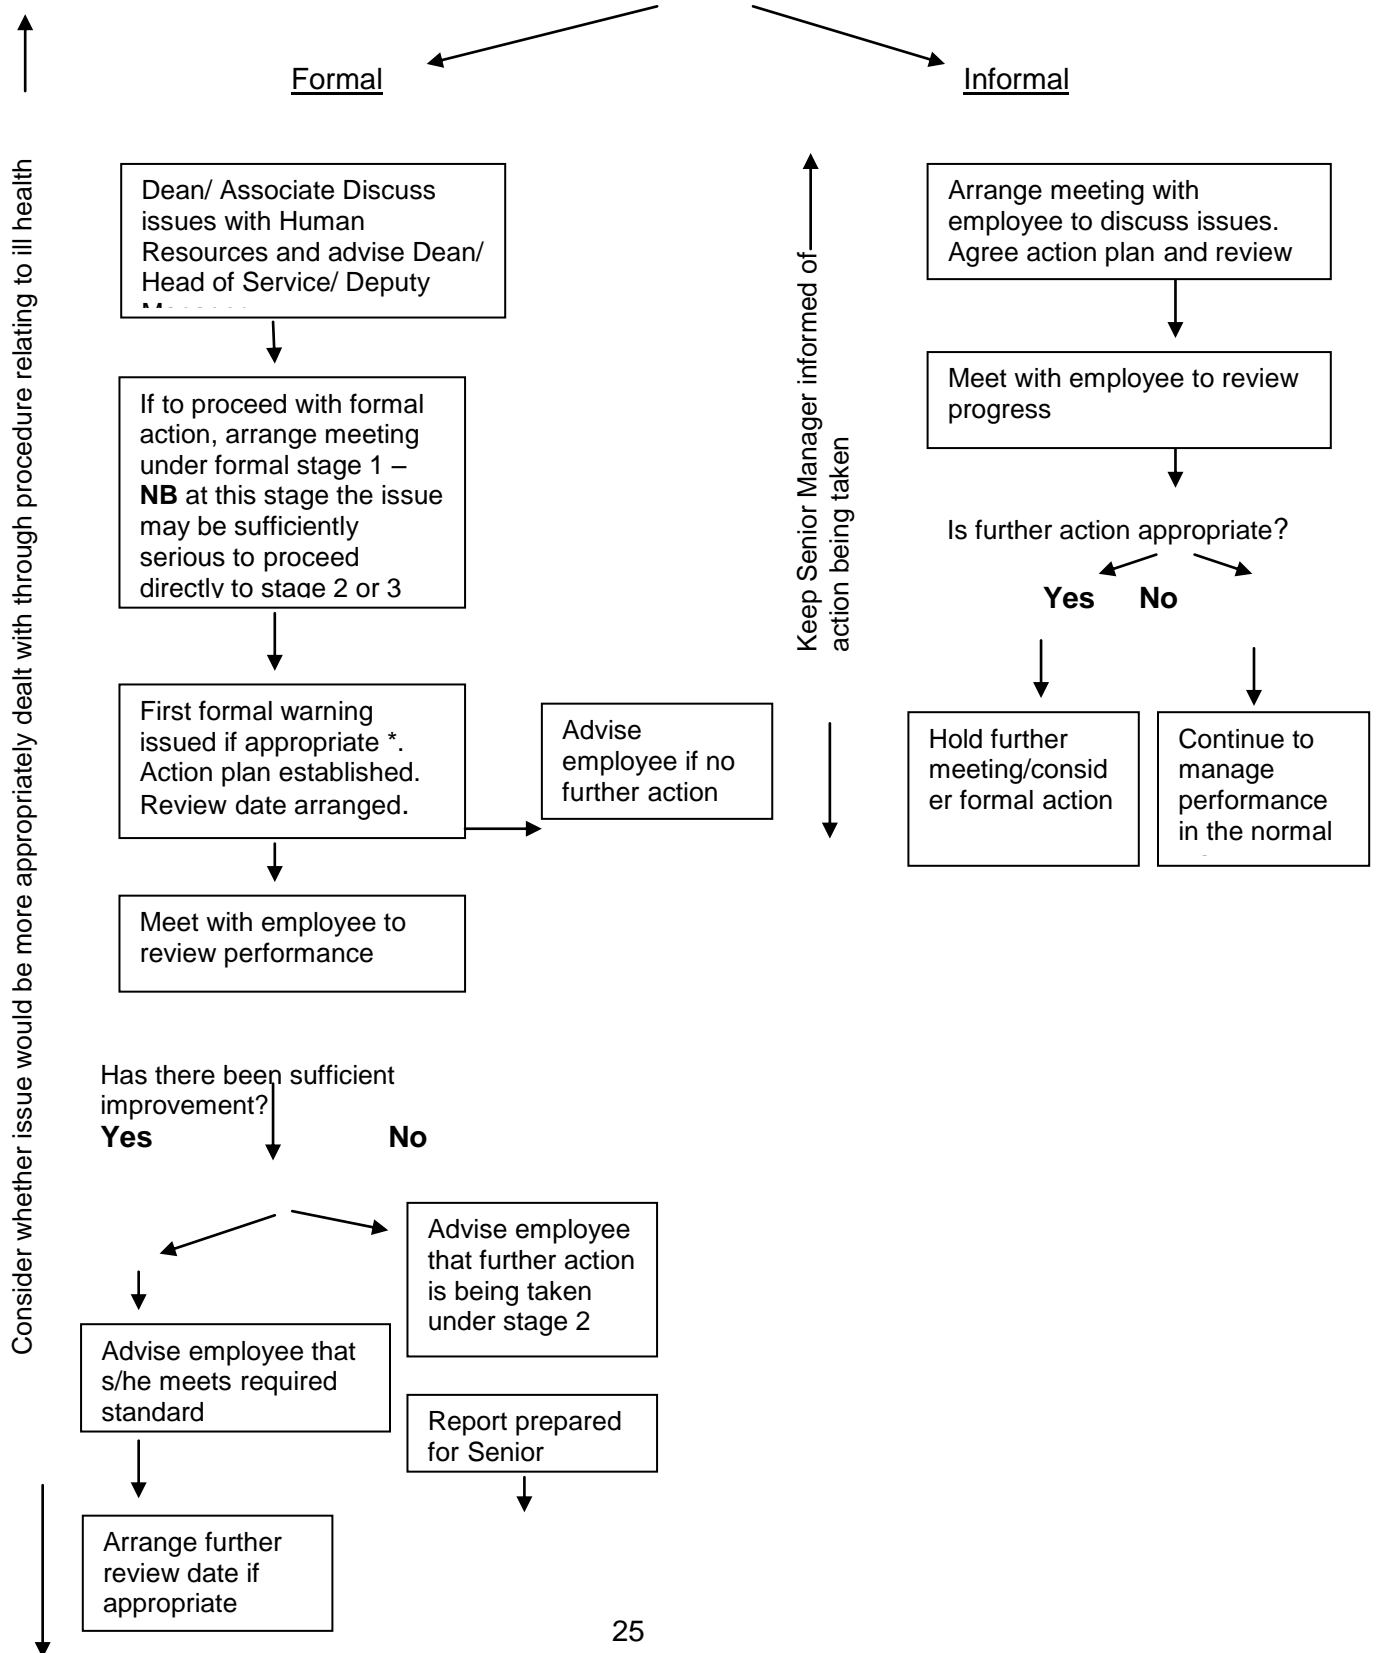 Formal
Informal
Consider whether issue would be more appropriately dealt with through procedure relating to ill health
Dean/ Associate Discuss
issues with Human
Resources and advise Dean/
Head of Service/ Deputy
If to proceed with formal
action, arrange meeting
under formal stage 1 –
NB at this stage the issue
may be sufficiently
serious to proceed
directly to stage 2 or 3
First formal warning
issued if appropriate *.
Action plan established.
Review date arranged.
Advise
employee if no
further action
Meet with employee to
review performance
Has there been sufficient
improvement?
Yes No
Advise employee
that further action
is being taken
under stage 2
Advise employee that
s/he meets required
standard
Report prepared
for Senior
Arrange further
review date if
appropriate
Keep Senior Manager informed of
action being taken
Arrange meeting with
employee to discuss issues.
Agree action plan and review
Meet with employee to review
progress
Is further action appropriate?
Yes No
Hold further
meeting/consid
er formal action
Continue to
manage
performance
in the normal
25